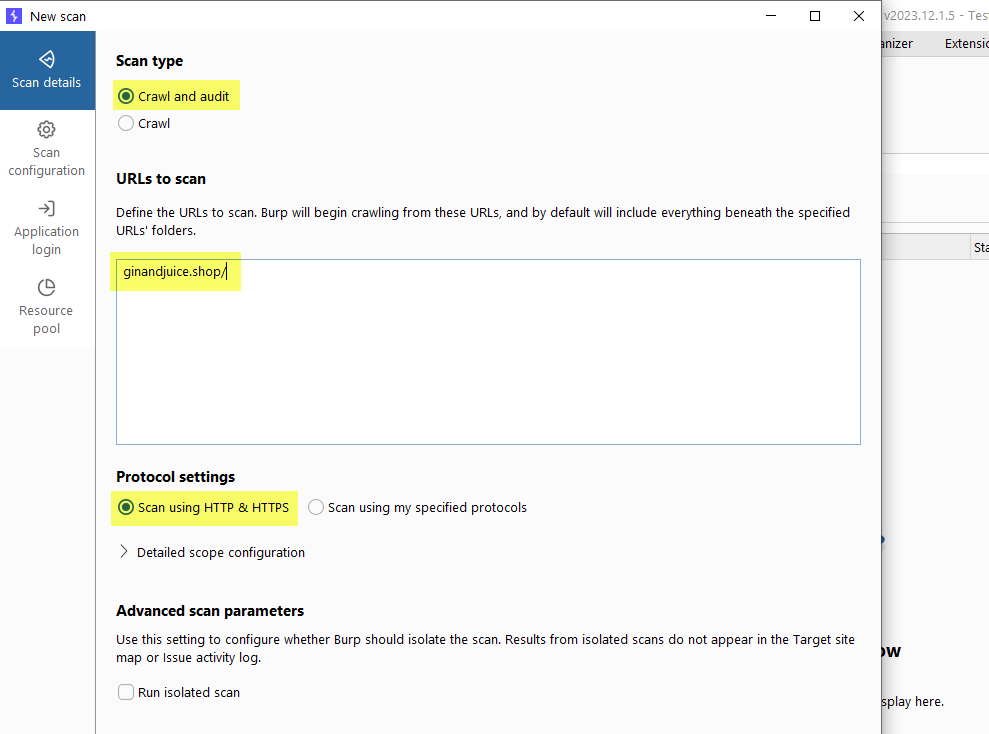 New scan
v2023.12.1.5 - Tes
anizer Extensio
Scan details
Scan
configuration
Application
login
Resource
pool
Scan type
Crawl and audit
Crawl
URLs to scan
Define the URLs to scan. Burp will begin crawling from these URLs, and by default will include everything beneath the specified
URLs' folders.
ginandjuice.shop/
Sta
Protocol settings
Scan using HTTP & HTTPS Scan using my specified protocols
Detailed scope configuration
Advanced scan parameters
Use this setting to configure whether Burp should isolate the scan. Results from isolated scans do not appear in the Target site
map or Issue activity log.
Run isolated scan
ow
splay here.